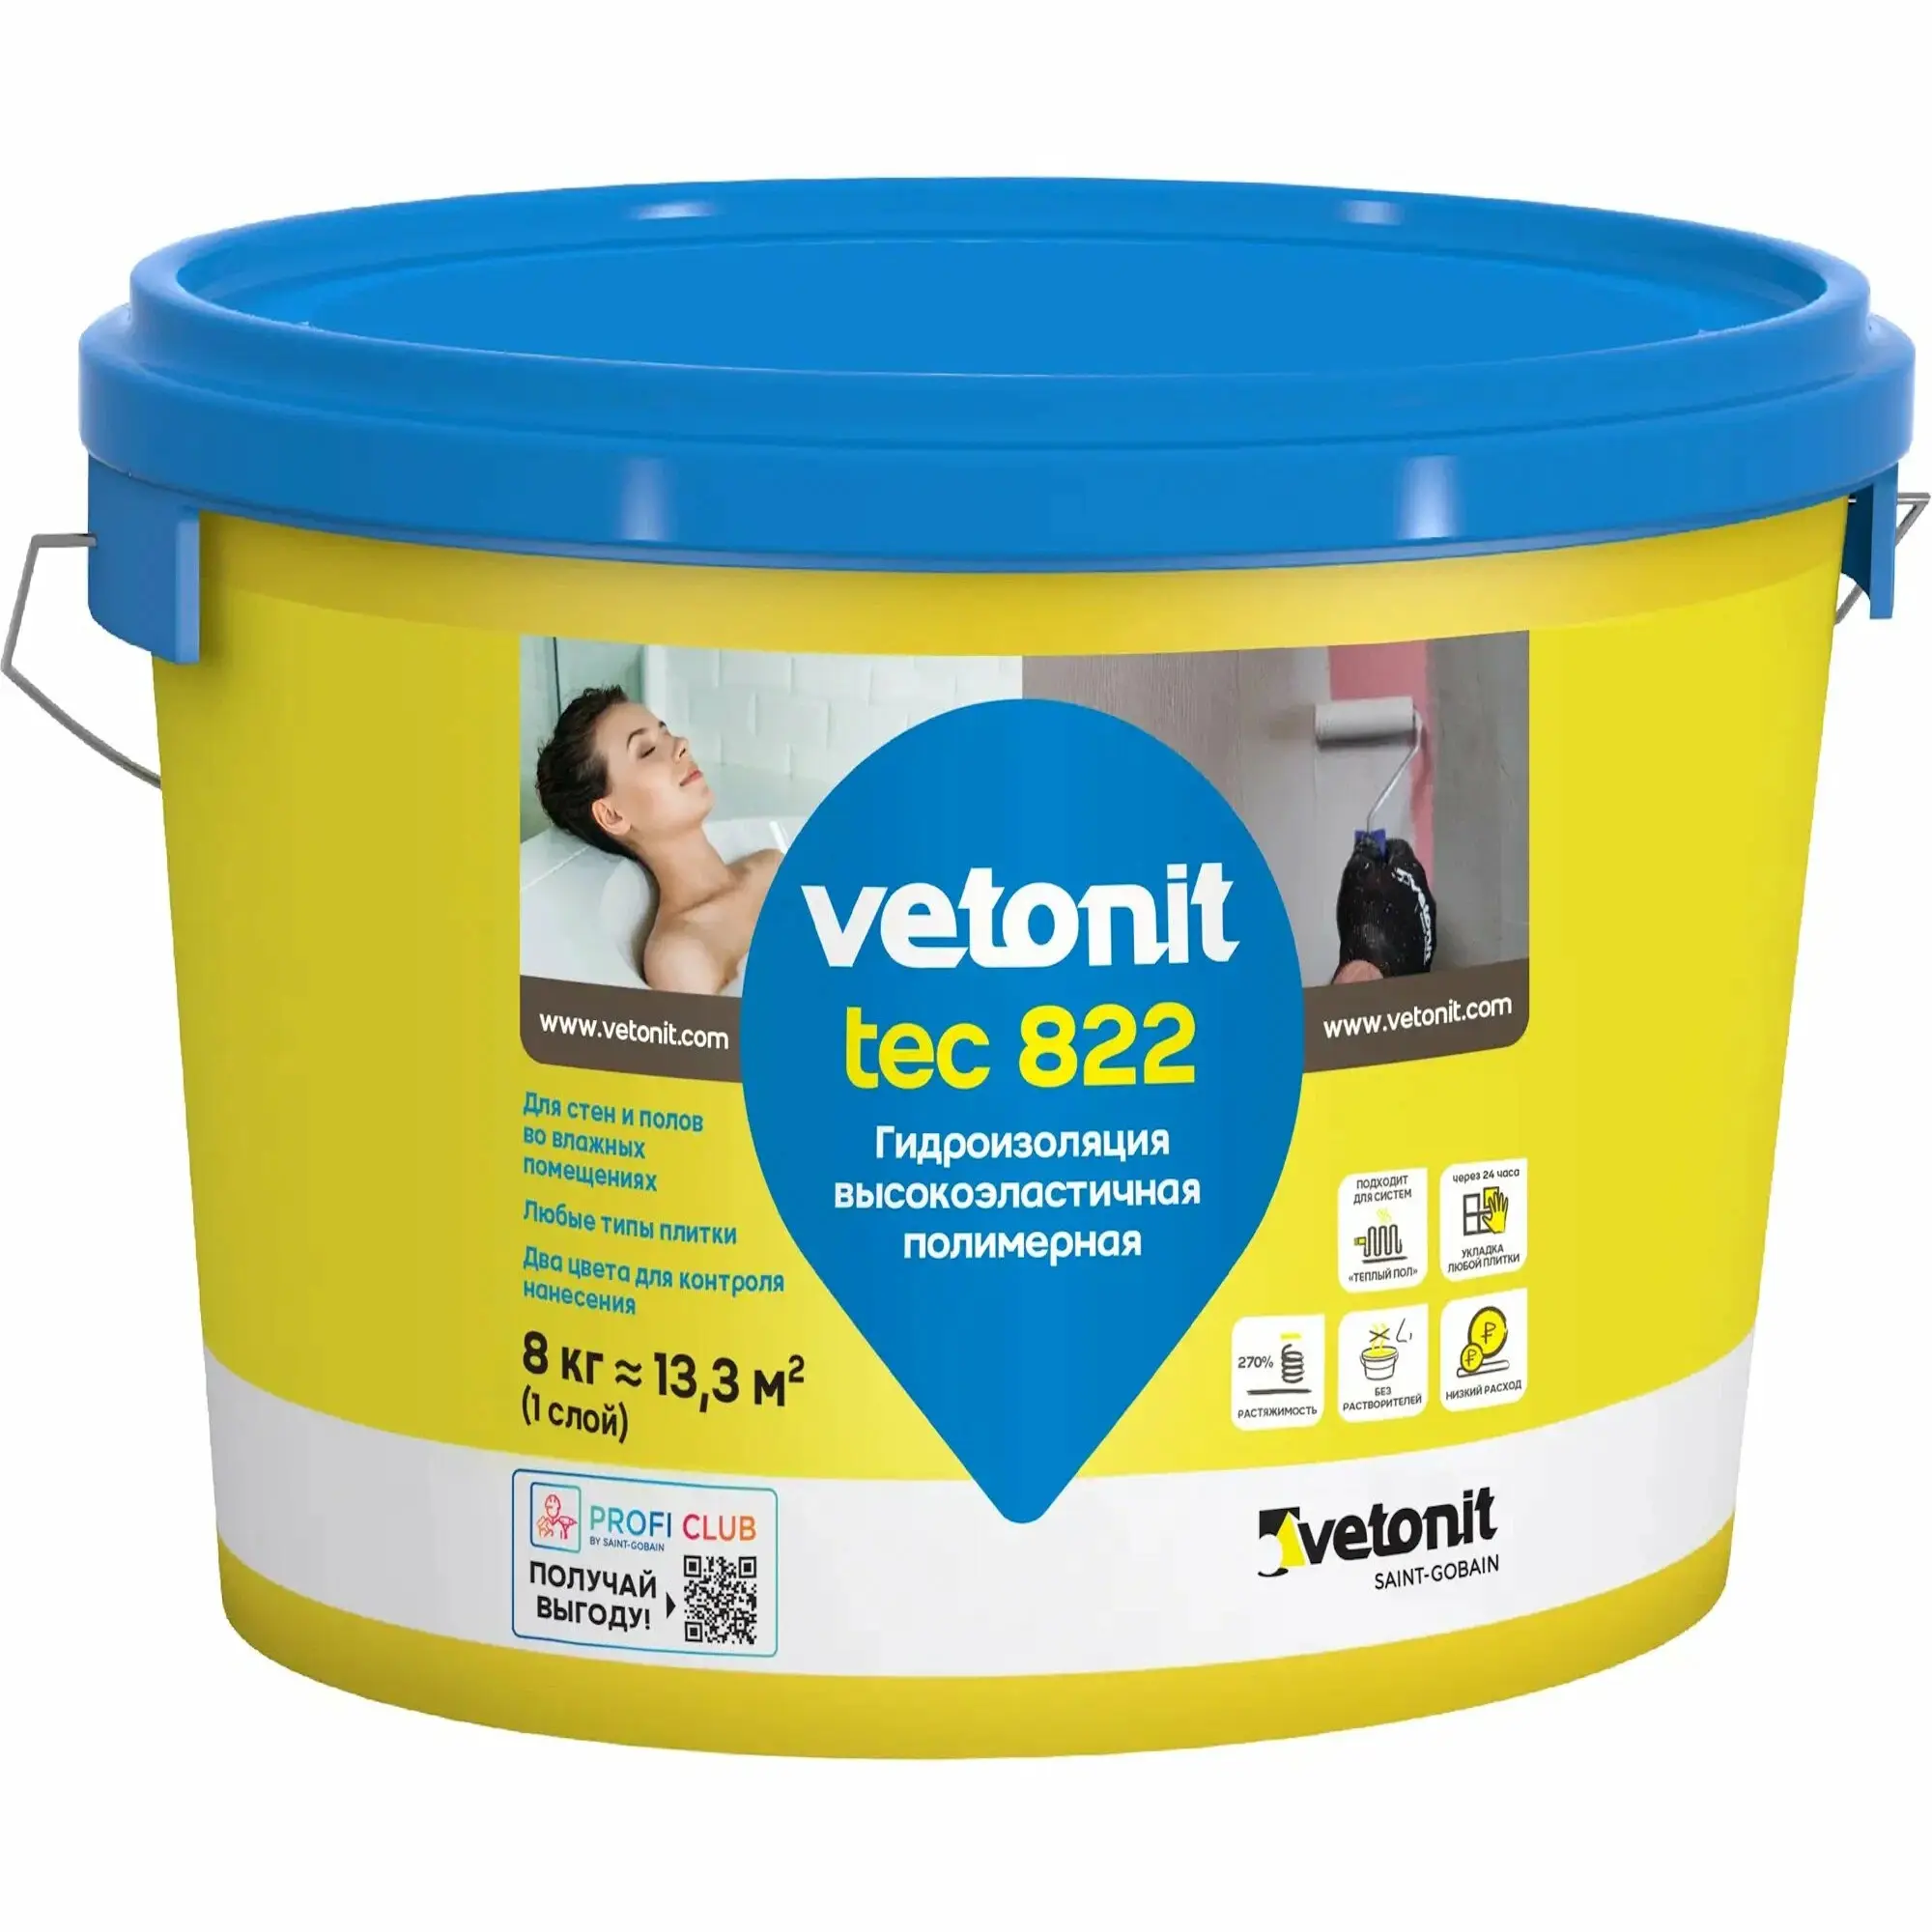 vetonit
tec 822
Гидроизоляция
высокоэластичная
полимерная
www.vetonit.com
www.vetonit.com
Для стен и полов
во влажных
помещениях
Любые типы плитки
Два цвета для контроля
нанесения
8 кг ≈ 13,3 м²
(1 слой)
ПОДХОДИТ
ДЛЯ СИСТЕМ
«ТЕПЛЫЙ ПОЛ»
через 24 часа
УКЛАДКА
ЛЮБОЙ ПЛИТКИ
270%
РАСТЯЖИМОСТЬ
БЕЗ
РАСТВОРИТЕЛЕЙ
НИЗКИЙ РАСХОД
PROFI CLUB
BY SAINT-GOBAIN
ПОЛУЧАЙ
ВЫГОДУ!
vetonit
SAINT-GOBAIN